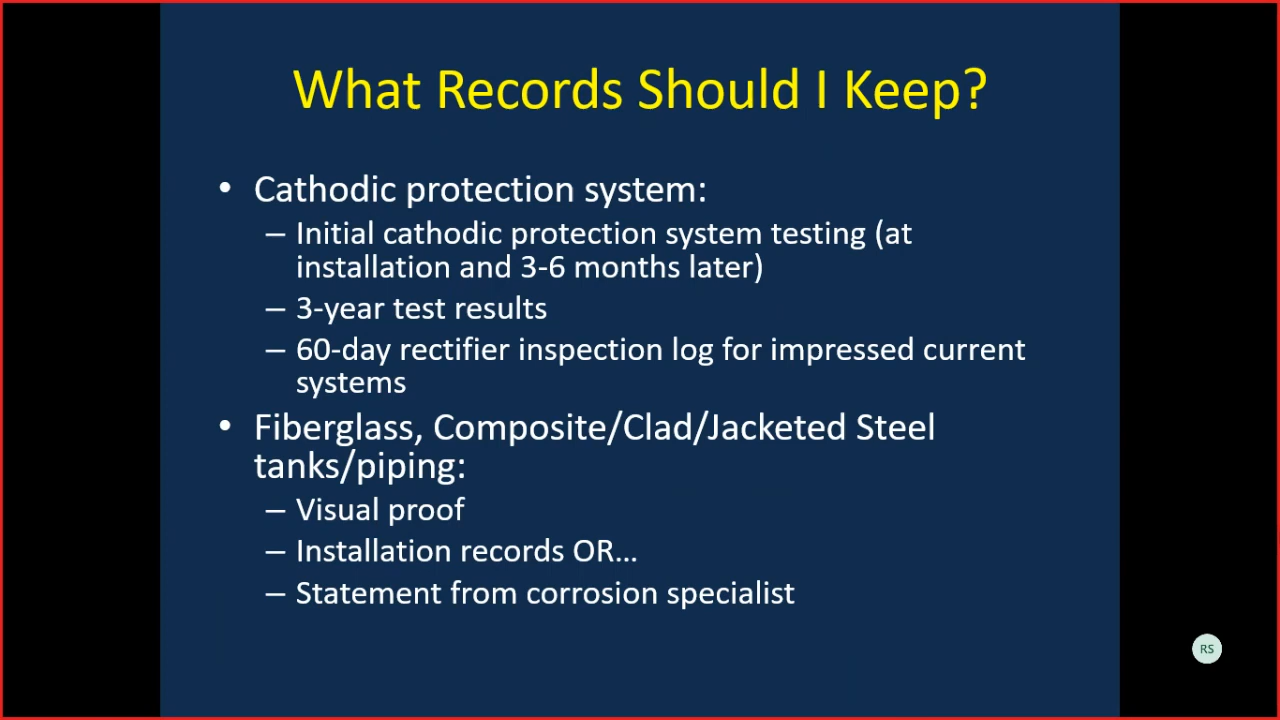 What Records Should I Keep?
• Cathodic protection system:
– Initial cathodic protection system testing (at
installation and 3-6 months later)
– 3-year test results
– 60-day rectifier inspection log for impressed current
systems
• Fiberglass, Composite/Clad/Jacketed Steel
tanks/piping:
– Visual proof
– Installation records OR…
– Statement from corrosion specialist
RS